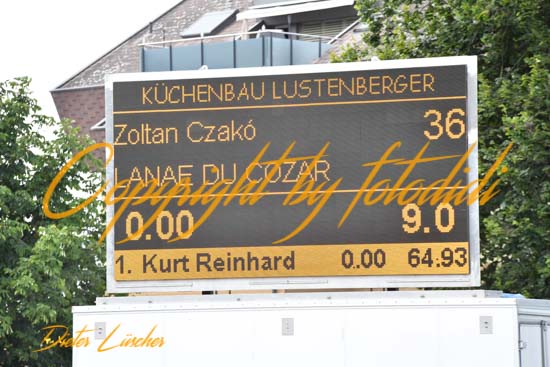 KÜCHENBAU LUSTENBERGER
Zoltan Czakó 36
LANAE DU COZAR
Copyright by fotodidi
0.00 9.0
1. Kurt Reinhard 0.00 64.93
Dieter Lüscher